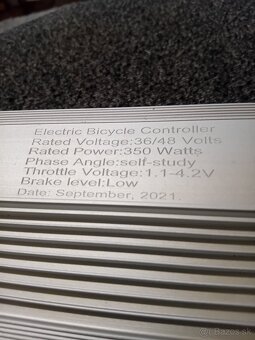 Electric Bicycle Controller
Rated Voltage:36/48 Volts
Rated Power:350 Watts
Phase Angle:self-study
Throttle Voltage:1.1-4.2V
Brake level:Low
Date: September, 2021.
Bazos.sk